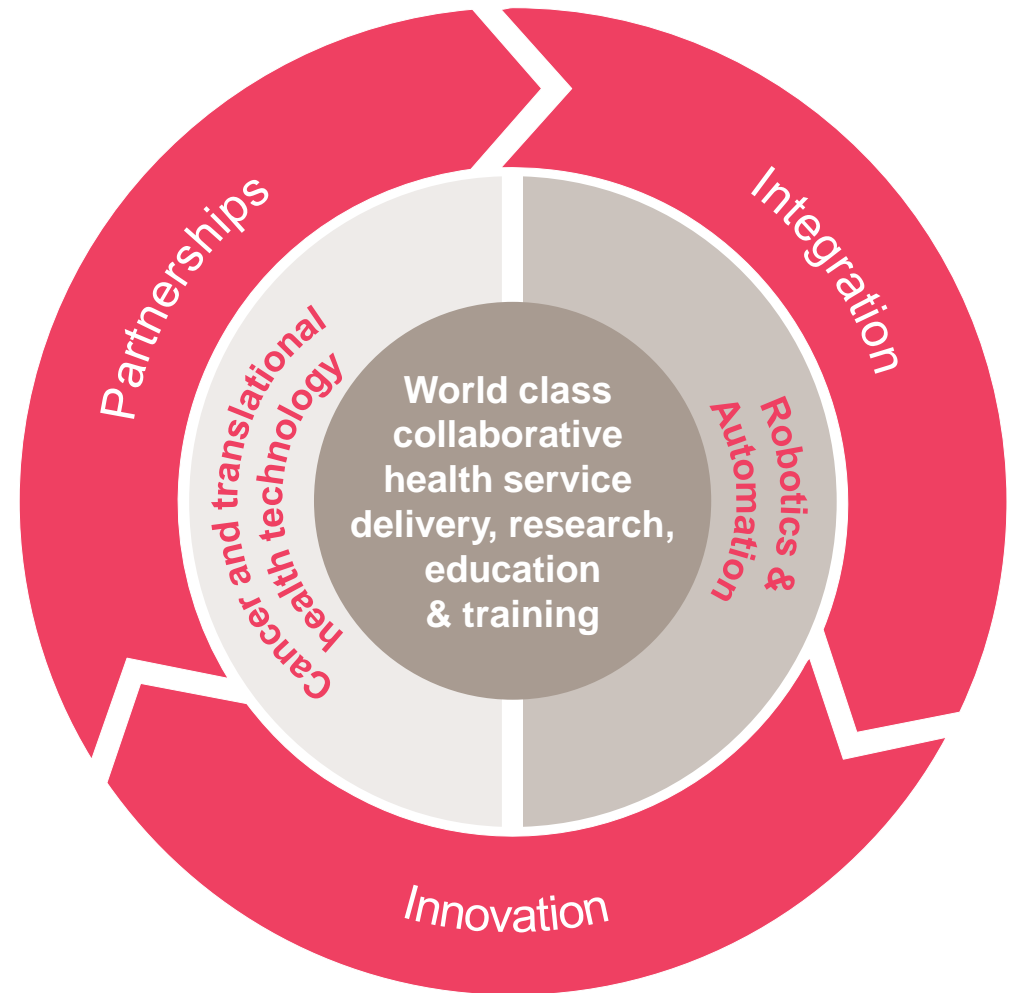 Partnerships
Integration
Cancer and translational
health technology
World class
collaborative
health service
delivery, research,
education
& training
Robotics &
Automation
Innovation